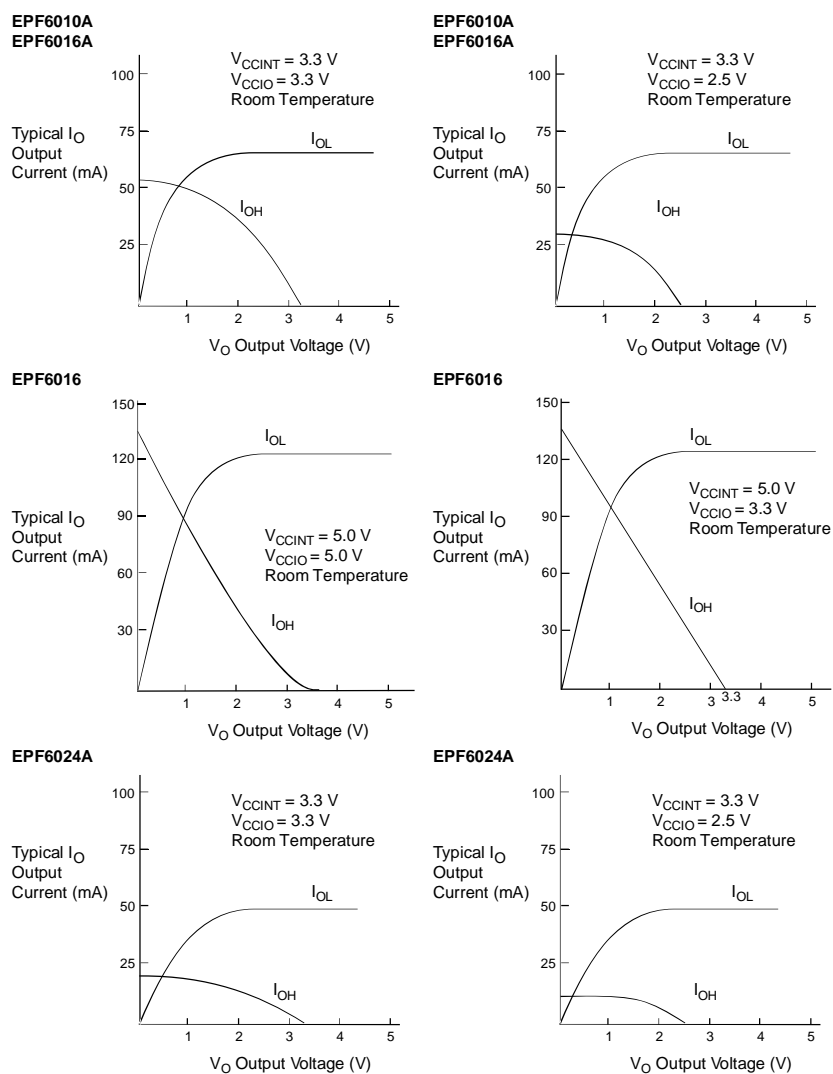 EPF6010A
EPF6016A
VCCINT = 3.3 V
VCCIO = 3.3 V
Room Temperature
Typical IO
Output
Current (mA)
100
75
50
25
IOL
IOH
1 2 3 4 5
VO Output Voltage (V)
EPF6010A
EPF6016A
VCCINT = 3.3 V
VCCIO = 2.5 V
Room Temperature
Typical IO
Output
Current (mA)
100
75
50
25
IOL
IOH
1 2 3 4 5
VO Output Voltage (V)
EPF6016
150
120
90
60
30
Typical IO
Output
Current (mA)
IOL
VCCINT = 5.0 V
VCCIO = 5.0 V
Room Temperature
IOH
1 2 3 4 5
VO Output Voltage (V)
EPF6016
150
120
90
60
30
Typical IO
Output
Current (mA)
IOL
VCCINT = 5.0 V
VCCIO = 3.3 V
Room Temperature
IOH
1 2 3 3.3 4 5
VO Output Voltage (V)
EPF6024A
VCCINT = 3.3 V
VCCIO = 3.3 V
Room Temperature
Typical IO
Output
Current (mA)
100
75
50
25
IOL
IOH
1 2 3 4 5
VO Output Voltage (V)
EPF6024A
VCCINT = 3.3 V
VCCIO = 2.5 V
Room Temperature
Typical IO
Output
Current (mA)
100
75
50
25
IOL
IOH
1 2 3 4 5
VO Output Voltage (V)